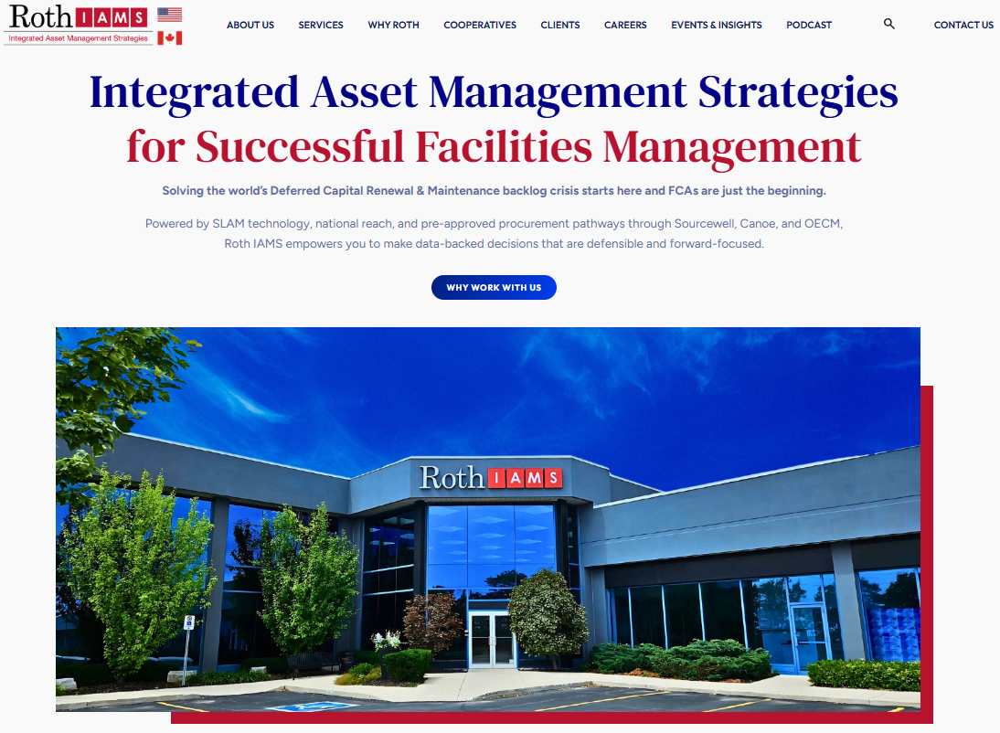 Roth IAMS
Integrated Asset Management Strategies
ABOUT US
SERVICES
WHY ROTH
COOPERATIVES
CLIENTS
CAREERS
EVENTS & INSIGHTS
PODCAST
CONTACT US
Integrated Asset Management Strategies
for Successful Facilities Management
Solving the world's Deferred Capital Renewal & Maintenance backlog crisis starts here and FCAs are just the beginning.
Powered by SLAM technology, national reach, and pre-approved procurement pathways through Sourcewell, Canoe, and OECM,
Roth IAMS empowers you to make data-backed decisions that are defensible and forward-focused.
WHY WORK WITH US
Roth IAMS